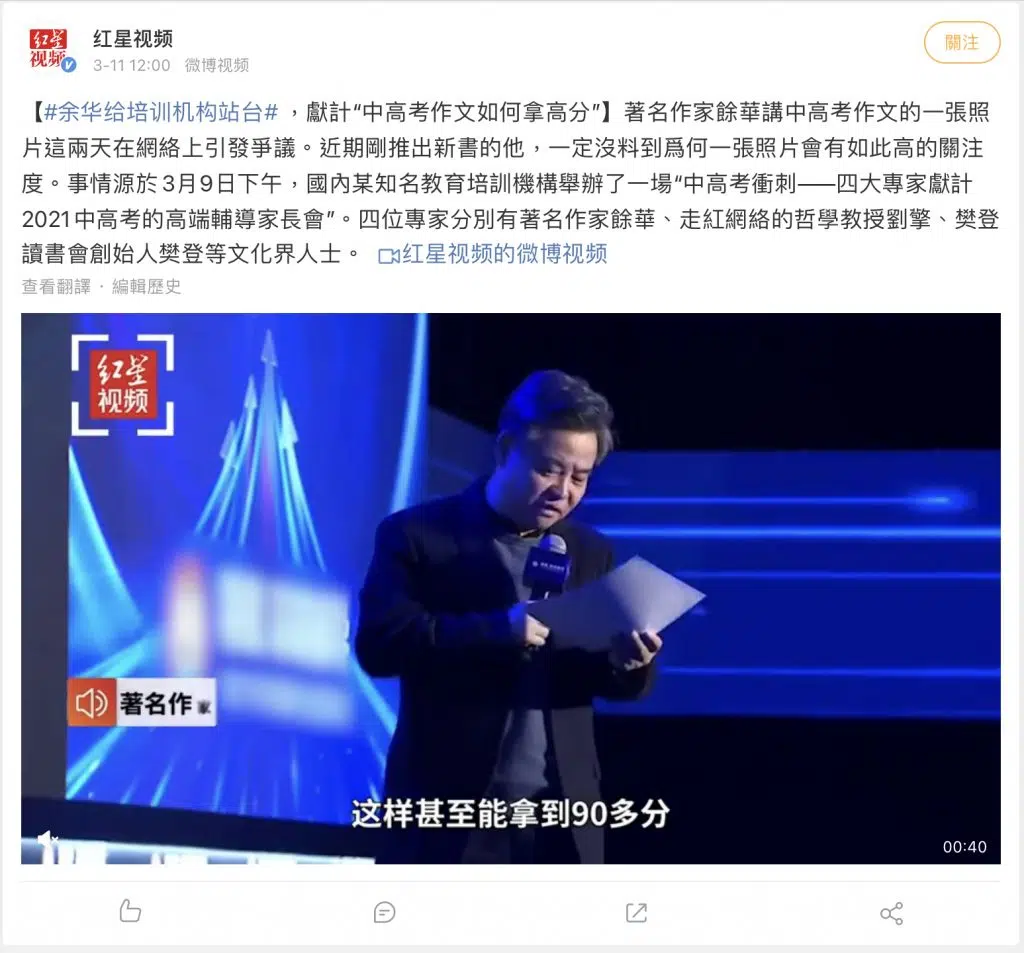 红星视频
红星视频
3-11 12:00 微博视频
關注
【#余华给培训机构站台#，獻計“中高考作文如何拿高分”】著名作家餘華講中高考作文的一張照
片這兩天在網絡上引發爭議。近期剛推出新書的他，一定沒料到爲何一張照片會有如此高的關注
度。事情源於3月9日下午，國內某知名教育培訓機構舉辦了一場“中高考衝刺——四大專家獻計
2021中高考的高端輔導家長會”。四位專家分別有著名作家餘華、走紅網絡的哲學教授劉擎、樊登
讀書會創始人樊登等文化界人士。 红星视频的微博视频
查看翻譯 · 編輯歷史
红星
视频
著名作家
这样甚至能拿到90多分
00:40